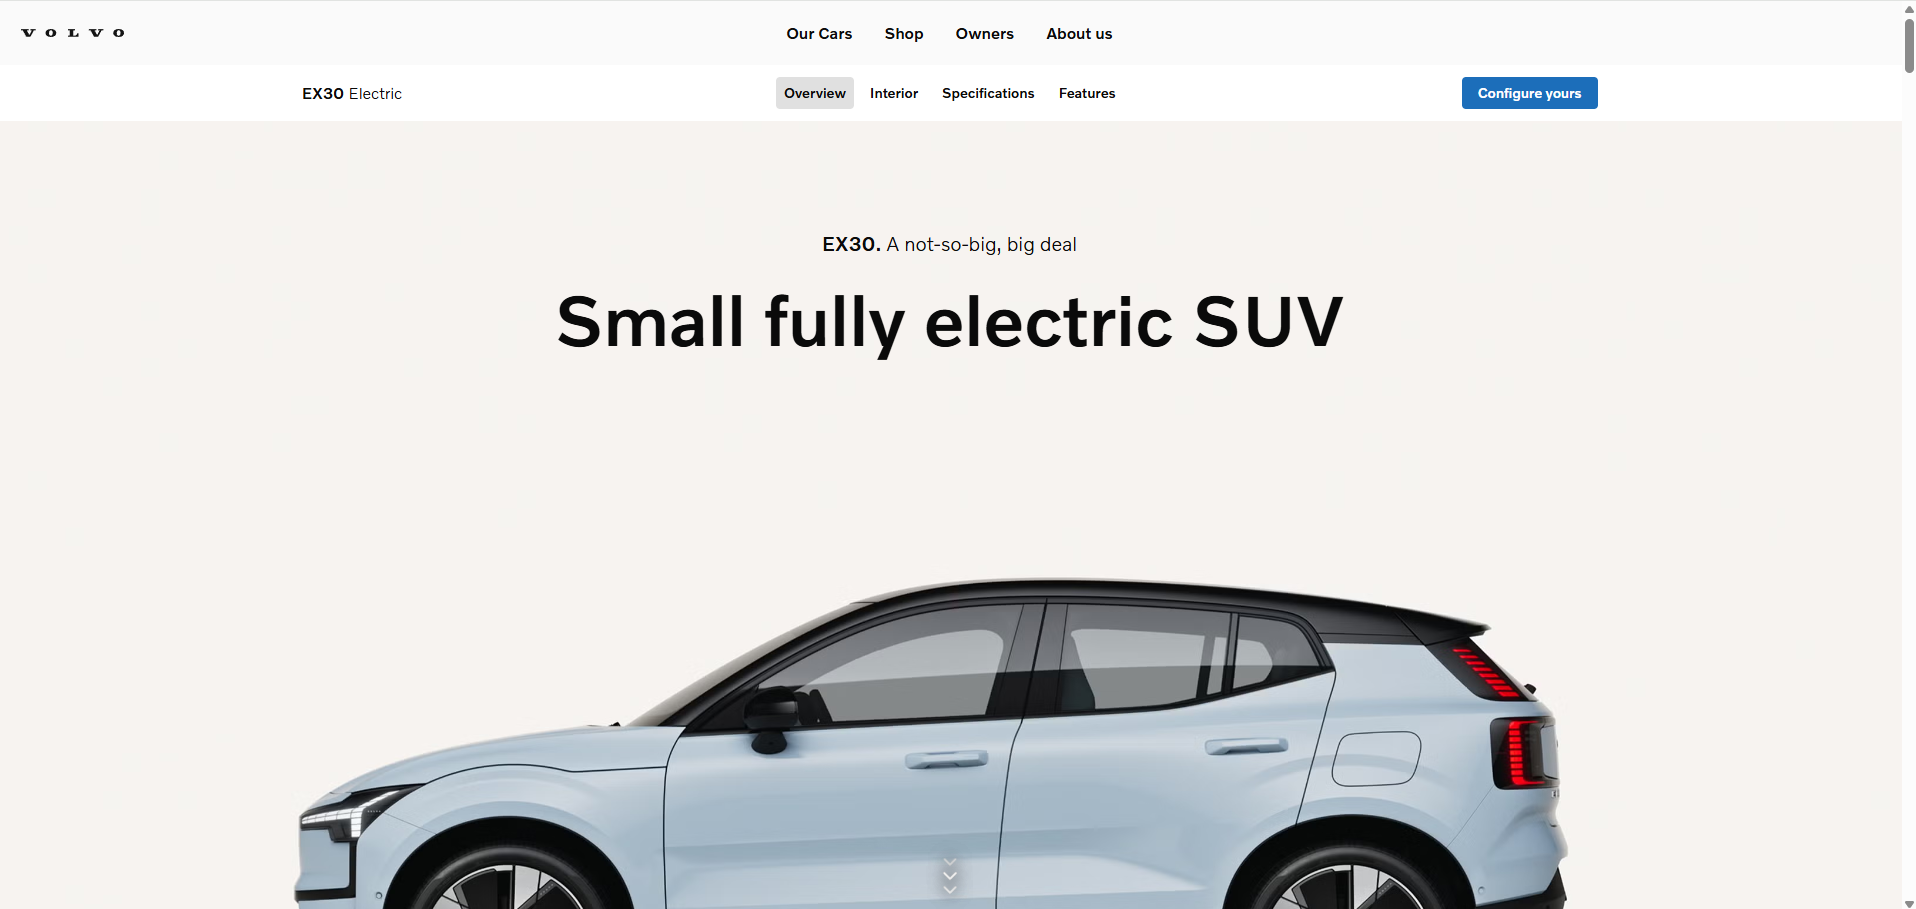 VOLVO
Our Cars Shop Owners About us
EX30 Electric
Overview Interior Specifications Features
Configure yours
EX30. A not-so-big, big deal
Small fully electric SUV